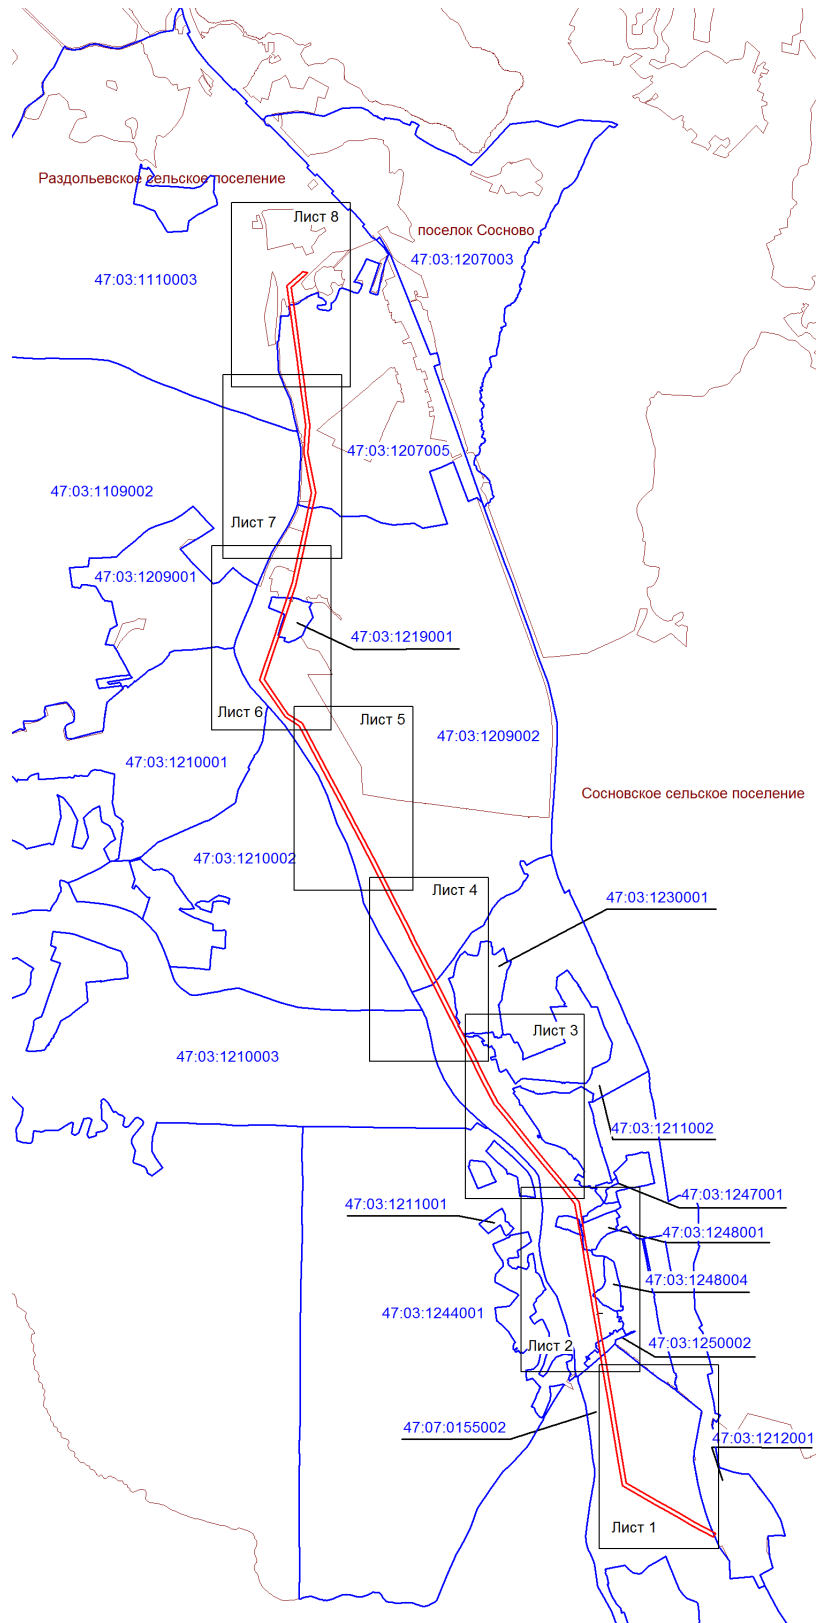 Раздольевское сельское поселение
Лист 8
поселок Сосново
47:03:1207003
47:03:1110003
47:03:1207005
47:03:1109002
Лист 7
47:03:1209001
47:03:1219001
Лист 6
Лист 5
47:03:1209002
47:03:1210001
Сосновское сельское поселение
47:03:1210002
Лист 4
47:03:1230001
Лист 3
47:03:1210003
47:03:1211002
47:03:1247001
47:03:1211001
47:03:1248001
47:03:1248004
47:03:1244001
47:03:1250002
Лист 2
47:07:0155002
47:03:1212001
Лист 1